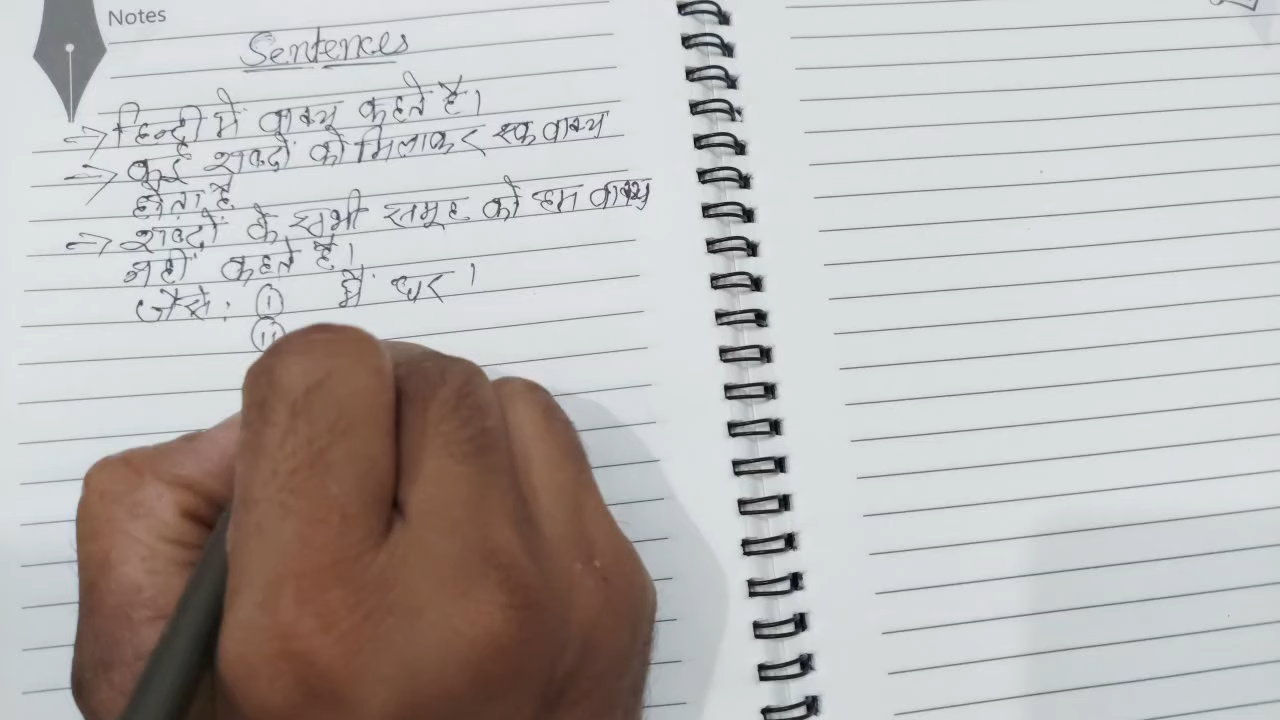 Notes
Sentences
→ हिन्दी में वाक्य कहते हैं।
→ कई शब्दों को मिलाकर एक वाक्य
होता है
→ शब्दों के सभी समूह को हम वाक्य
नहीं कहते हैं।
जैसे: (i) में घर ।
(ii)